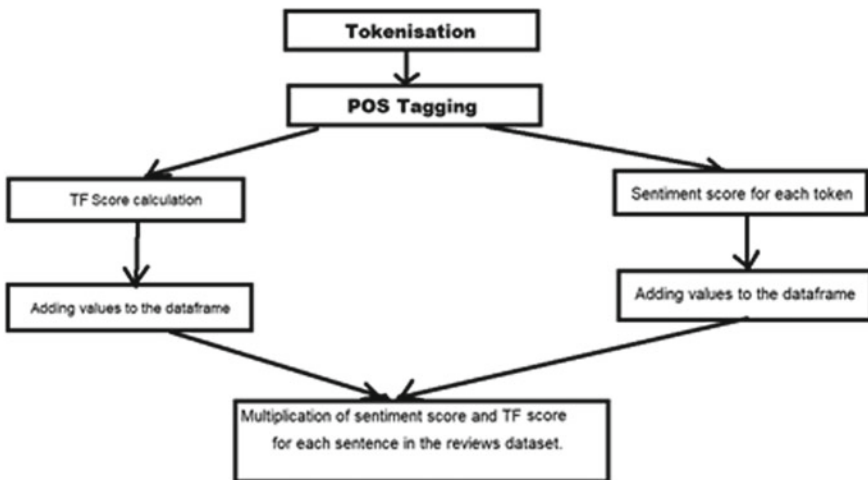 Tokenisation
POS Tagging
TF Score calculation
Sentiment score for each token
Adding values to the dataframe
Adding values to the dataframe
Multiplication of sentiment score and TF score
for each sentence in the reviews dataset.